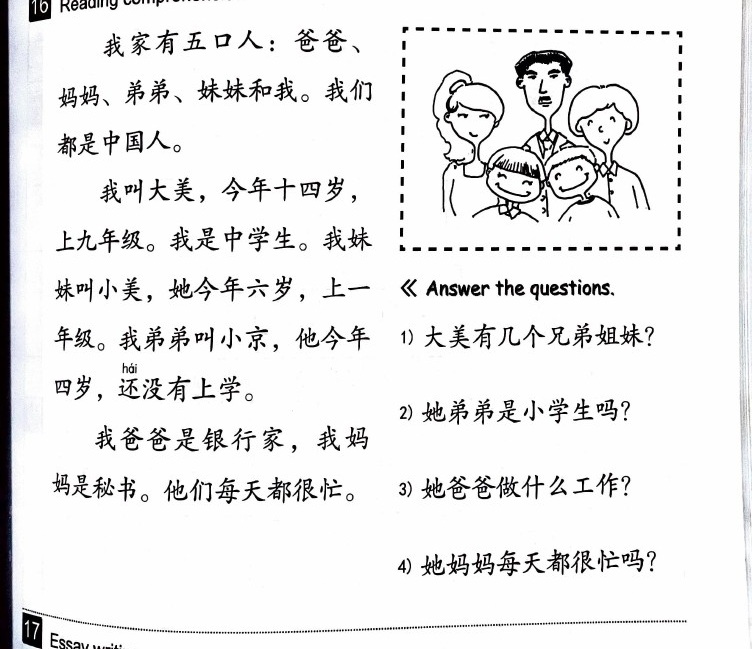 16 Reading
我家有五口人：爸爸、
妈妈、弟弟、妹妹和我。我们
都是中国人。
我叫大美，今年十四岁，
上九年级。我是中学生。我妹
妹叫小美，她今年六岁，上一
年级。我弟弟叫小京，他今年
hái
四岁，还没有上学。
我爸爸是银行家，我妈
妈是秘书。他们每天都很忙。
« Answer the questions.
1) 大美有几个兄弟姐妹？
2) 她弟弟是小学生吗？
3) 她爸爸做什么工作？
4) 她妈妈每天都很忙吗？
17 Essay